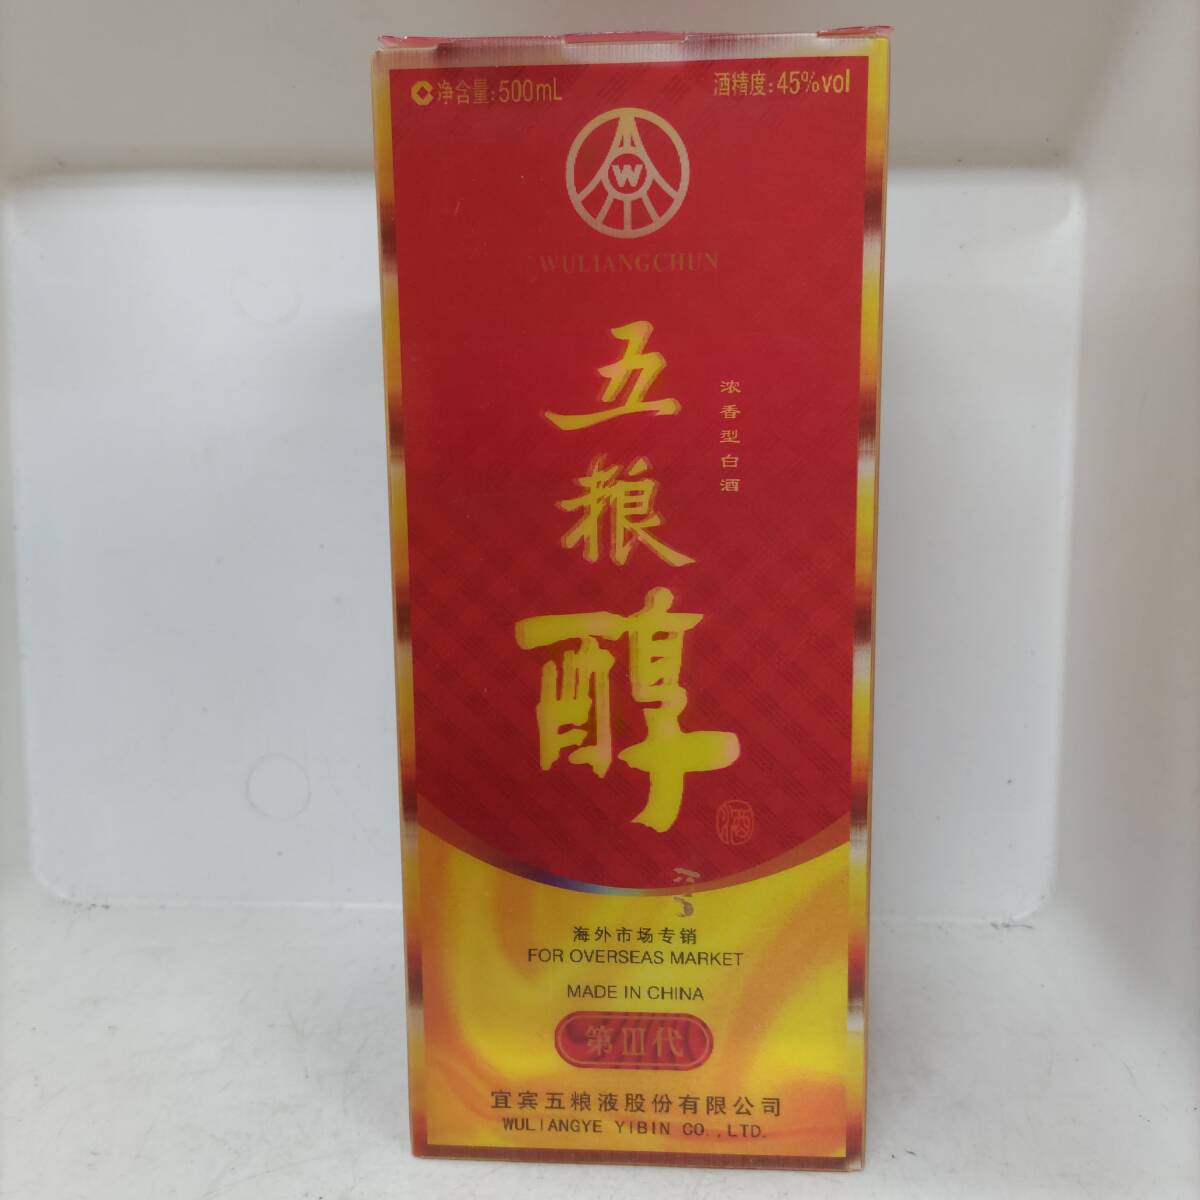 净含量:500mL
酒精度:45%vol
W
WULIANGCHUN
五粮醇
浓香型白酒
酒
海外市场专销
FOR OVERSEAS MARKET
MADE IN CHINA
第III代
宜宾五粮液股份有限公司
WULIANGYE YIBIN CO.,LTD.